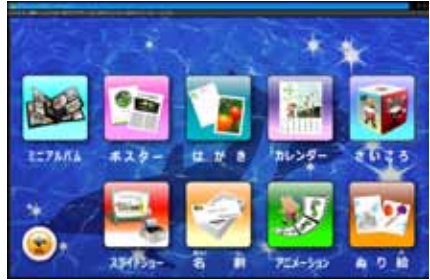 ミニアルバム ポスター はがき カレンダー さいころ
スライドショー 名刺 アニメーション ぬり絵